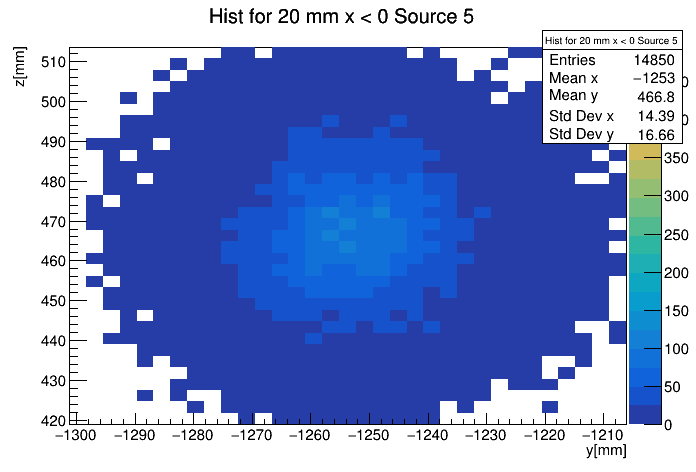 Hist for 20 mm x < 0 Source 5
Hist for 20 mm x < 0 Source 5
Entries 14850
Mean x −1253
Mean y 466.8
Std Dev x 14.39
Std Dev y 16.66
z[mm]
510
500
490
480
470
460
450
440
430
420
−1300 −1290 −1280 −1270 −1260 −1250 −1240 −1230 −1220 −1210
y[mm]
350
300
250
200
150
100
50
0